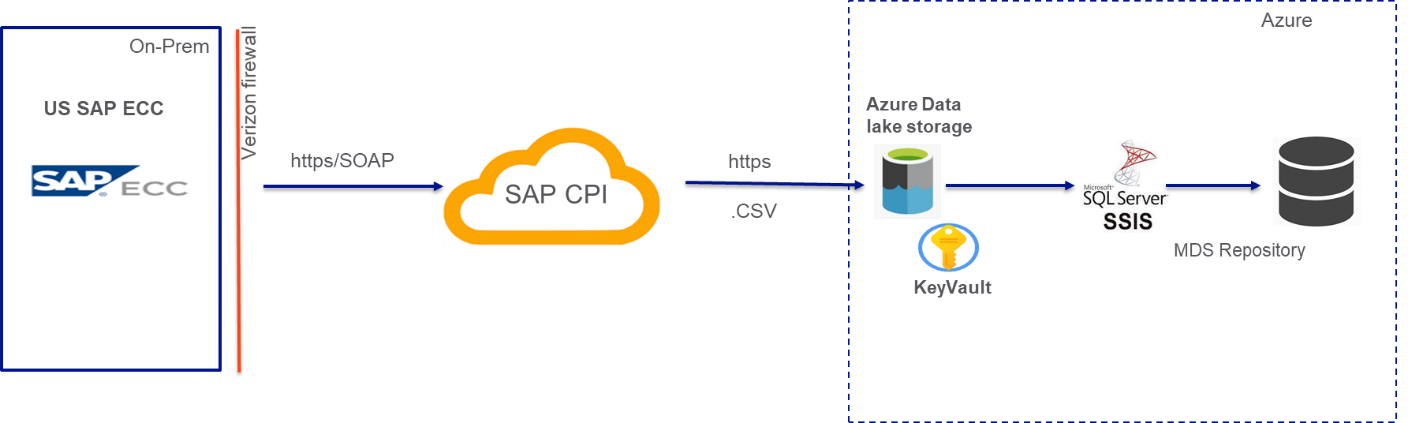 On-Prem
US SAP ECC
SAP ECC
Verizon firewall
https/SOAP
SAP CPI
https
.CSV
Azure
Azure Data
lake storage
KeyVault
Microsoft®
SQL Server
SSIS
MDS Repository